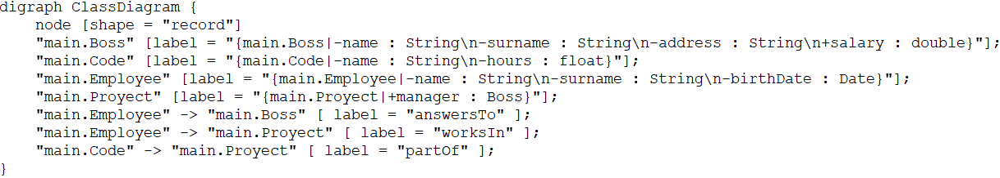 digraph ClassDiagram {
    node [shape = "record"]
    "main.Boss" [label = "{main.Boss|-name : String\n-surname : String\n-address : String\n+salary : double}"];
    "main.Code" [label = "{main.Code|-name : String\n-hours : float}"];
    "main.Employee" [label = "{main.Employee|-name : String\n-surname : String\n-birthDate : Date}"];
    "main.Proyect" [label = "{main.Proyect|+manager : Boss}"];
    "main.Employee" -> "main.Boss" [ label = "answersTo" ];
    "main.Employee" -> "main.Proyect" [ label = "worksIn" ];
    "main.Code" -> "main.Proyect" [ label = "partOf" ];
}